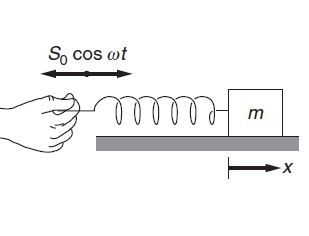 S₀ cos ωt
m
x